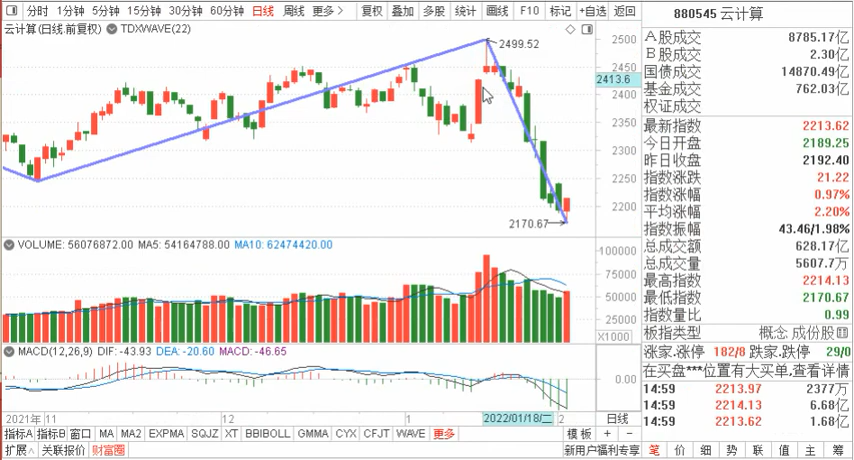 分时 1分钟 5分钟 15分钟 30分钟 60分钟 日线 周线 更多 复权 叠加 多股 统计 画线 F10 标记 +自选 返回
880545 云计算
云计算(日线.前复权) TDXWAVE(22)
2499.52
2170.67
2500
2450
2413.6
2400
2350
2300
2250
2200
VOLUME: 56076872.00 MA5: 54164788.00 MA10: 62474420.00
100000
75000
50000
25000
X1000
MACD(12,26,9) DIF: -43.93 DEA: -20.60 MACD: -46.65
0.00
2021年 11 12 1 2022/01/18/二 2 日线
指标A 指标B 窗口 MA MA2 EXPMA SQJZ XT BBIBOLL GMMA CYX CFJT WAVE 更多 模板 + -
扩展∧ 关联报价 财富圈 新用户福利专享
A股成交 8785.17亿
B股成交 2.30亿
国债成交 14870.49亿
基金成交 762.03亿
权证成交
最新指数 2213.62
今日开盘 2189.25
昨日收盘 2192.40
指数涨跌 21.22
指数涨幅 0.97%
平均涨幅 2.20%
指数振幅 43.46/1.98%
总成交额 628.17亿
总成交量 5607.7万
最高指数 2214.13
最低指数 2170.67
指数量比 0.99
板指类型 概念 成份股
涨家.涨停 182/8 跌家.跌停 29/0
在买盘***位置有大买单,查看详情
14:59 2213.97 2377万
14:59 2214.13 6.68亿
14:59 2213.62 1.68亿
笔 价 细 势 联 值 主 筹